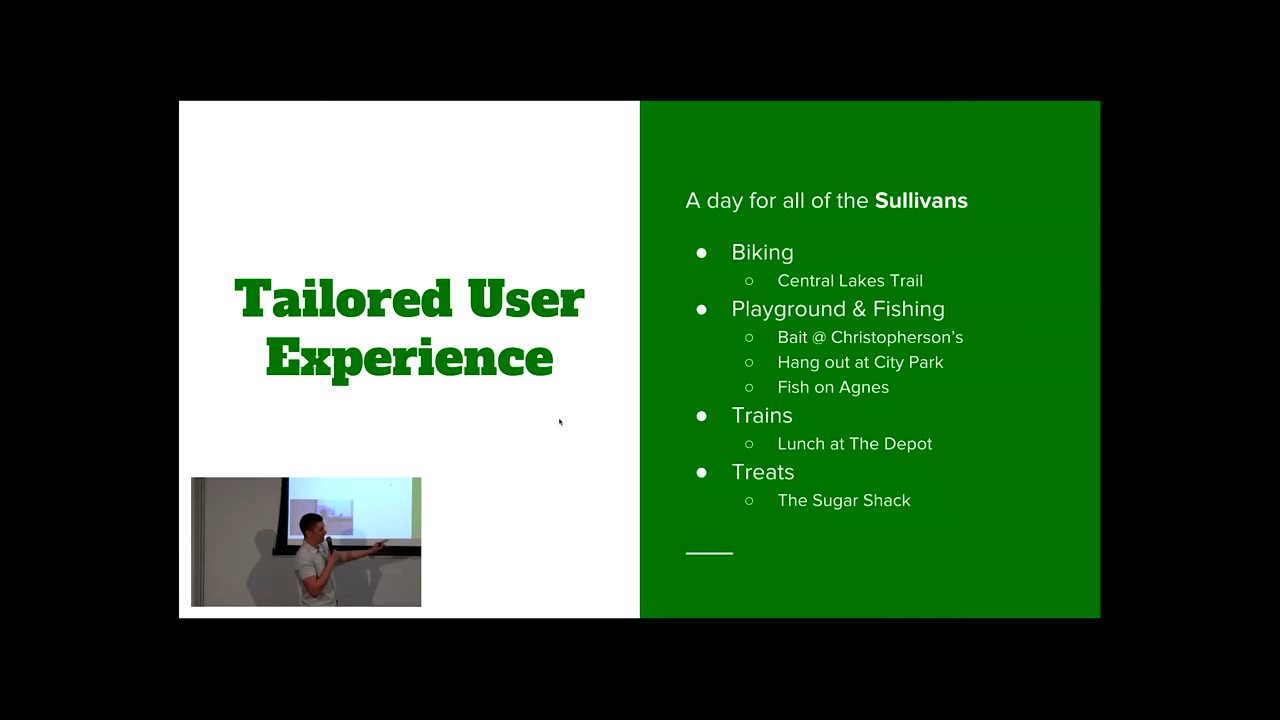 Tailored User
Experience
A day for all of the Sullivans
● Biking
○ Central Lakes Trail
● Playground & Fishing
○ Bait @ Christopherson's
○ Hang out at City Park
○ Fish on Agnes
● Trains
○ Lunch at The Depot
● Treats
○ The Sugar Shack